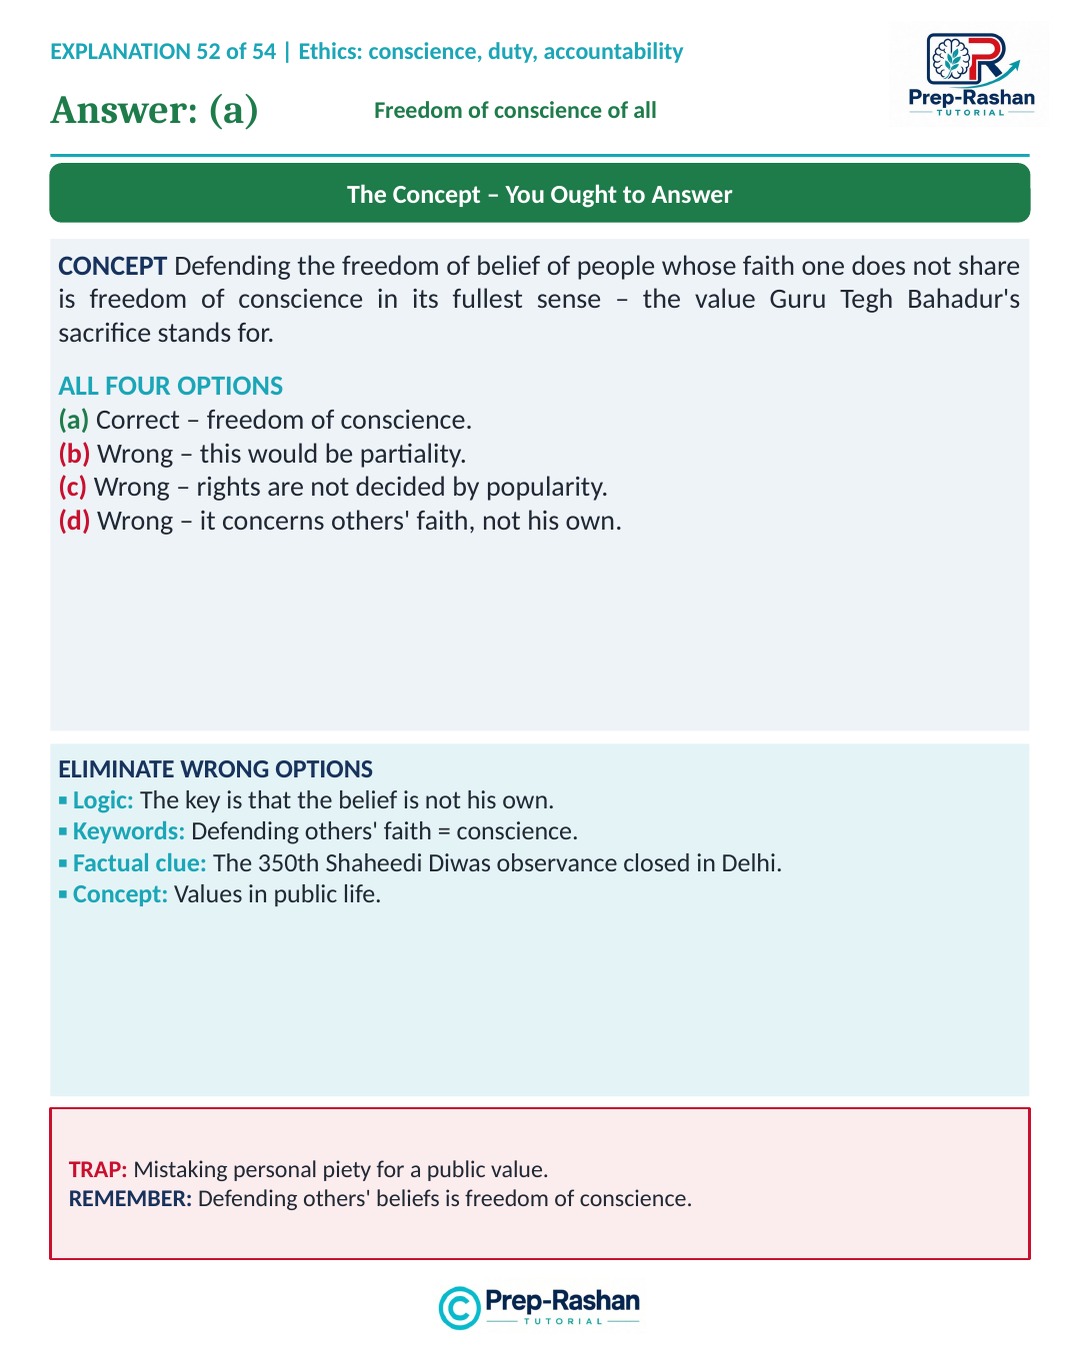 EXPLANATION 52 of 54 | Ethics: conscience, duty, accountability
Prep-Rashan
TUTORIAL
Answer: (a)
Freedom of conscience of all
The Concept – You Ought to Answer
CONCEPT Defending the freedom of belief of people whose faith one does not share
is freedom of conscience in its fullest sense – the value Guru Tegh Bahadur's
sacrifice stands for.
ALL FOUR OPTIONS
(a) Correct – freedom of conscience.
(b) Wrong – this would be partiality.
(c) Wrong – rights are not decided by popularity.
(d) Wrong – it concerns others' faith, not his own.
ELIMINATE WRONG OPTIONS
▪ Logic: The key is that the belief is not his own.
▪ Keywords: Defending others' faith = conscience.
▪ Factual clue: The 350th Shaheedi Diwas observance closed in Delhi.
▪ Concept: Values in public life.
TRAP: Mistaking personal piety for a public value.
REMEMBER: Defending others' beliefs is freedom of conscience.
© Prep-Rashan
TUTORIAL